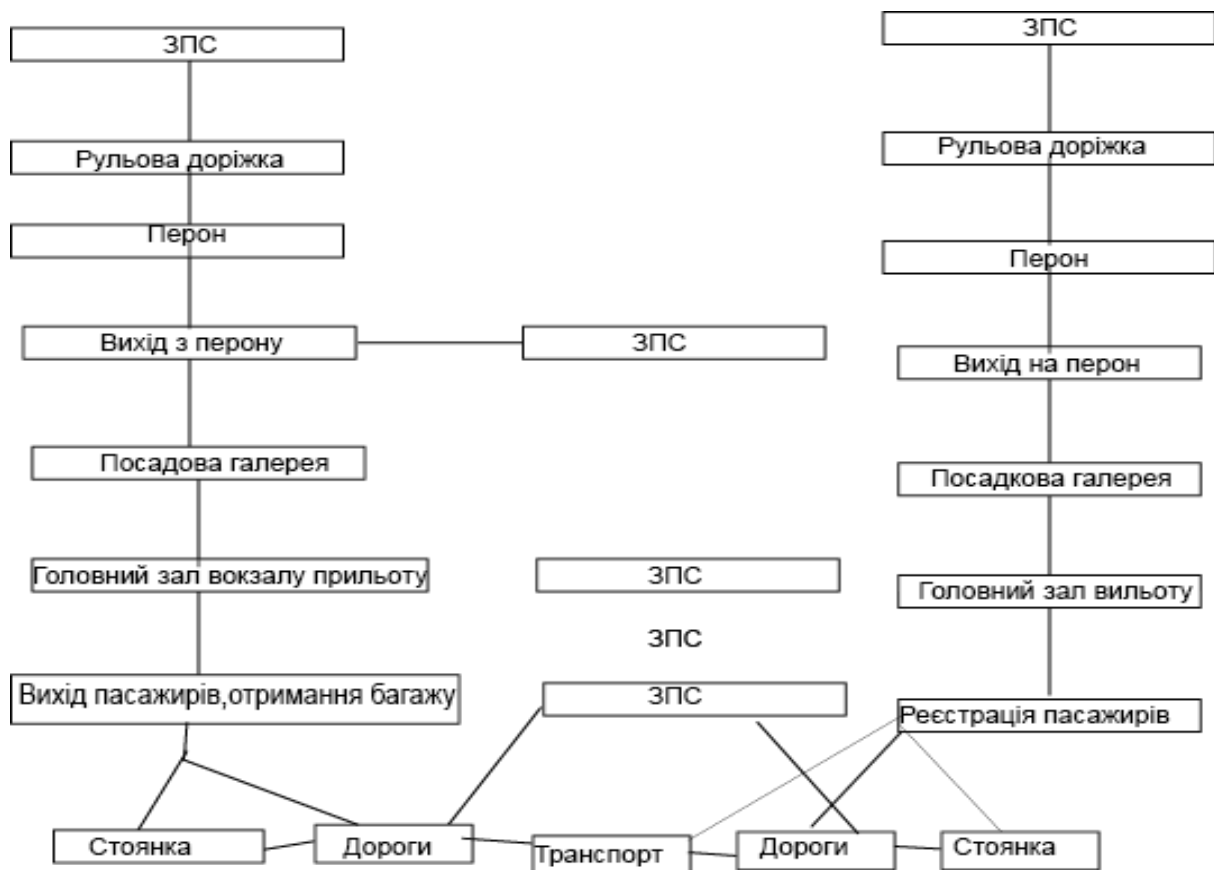 ЗПС
Рульова доріжка
Перон
Вихід з перону
ЗПС
Посадова галерея
Головний зал вокзалу прильоту
ЗПС
ЗПС
Вихід пасажирів,отримання багажу
ЗПС
ЗПС
Рульова доріжка
Перон
Вихід на перон
Посадкова галерея
Головний зал вильоту
Реєстрація пасажирів
Стоянка
Дороги
Транспорт
Дороги
Стоянка